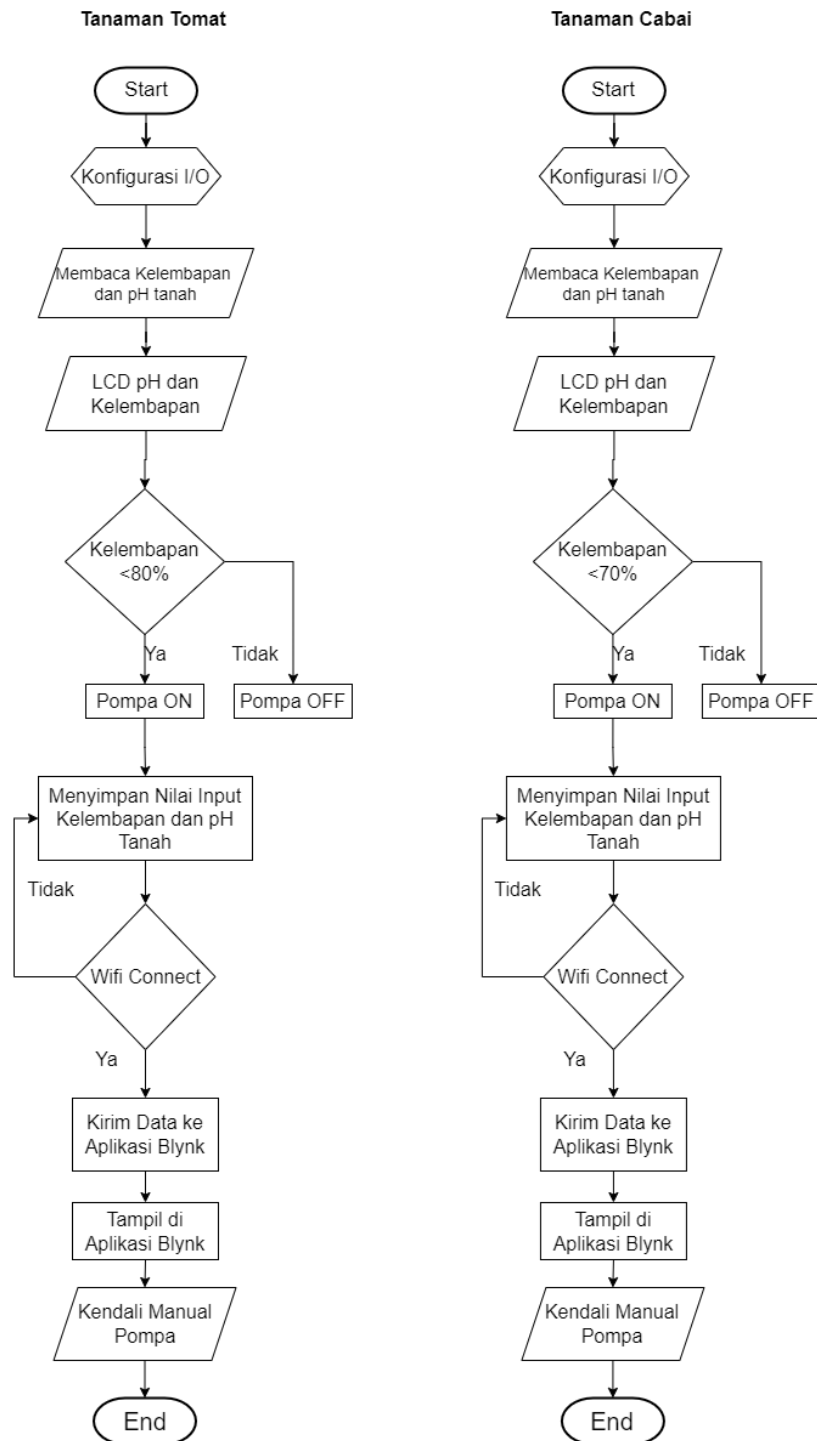 Tanaman Tomat
Start
Konfigurasi I/O
Membaca Kelembapan
dan pH tanah
LCD pH dan
Kelembapan
Kelembapan
<80%
Ya
Tidak
Pompa ON
Pompa OFF
Menyimpan Nilai Input
Kelembapan dan pH
Tanah
Tidak
Wifi Connect
Ya
Kirim Data ke
Aplikasi Blynk
Tampil di
Aplikasi Blynk
Kendali Manual
Pompa
End
Tanaman Cabai
Start
Konfigurasi I/O
Membaca Kelembapan
dan pH tanah
LCD pH dan
Kelembapan
Kelembapan
<70%
Ya
Tidak
Pompa ON
Pompa OFF
Menyimpan Nilai Input
Kelembapan dan pH
Tanah
Tidak
Wifi Connect
Ya
Kirim Data ke
Aplikasi Blynk
Tampil di
Aplikasi Blynk
Kendali Manual
Pompa
End